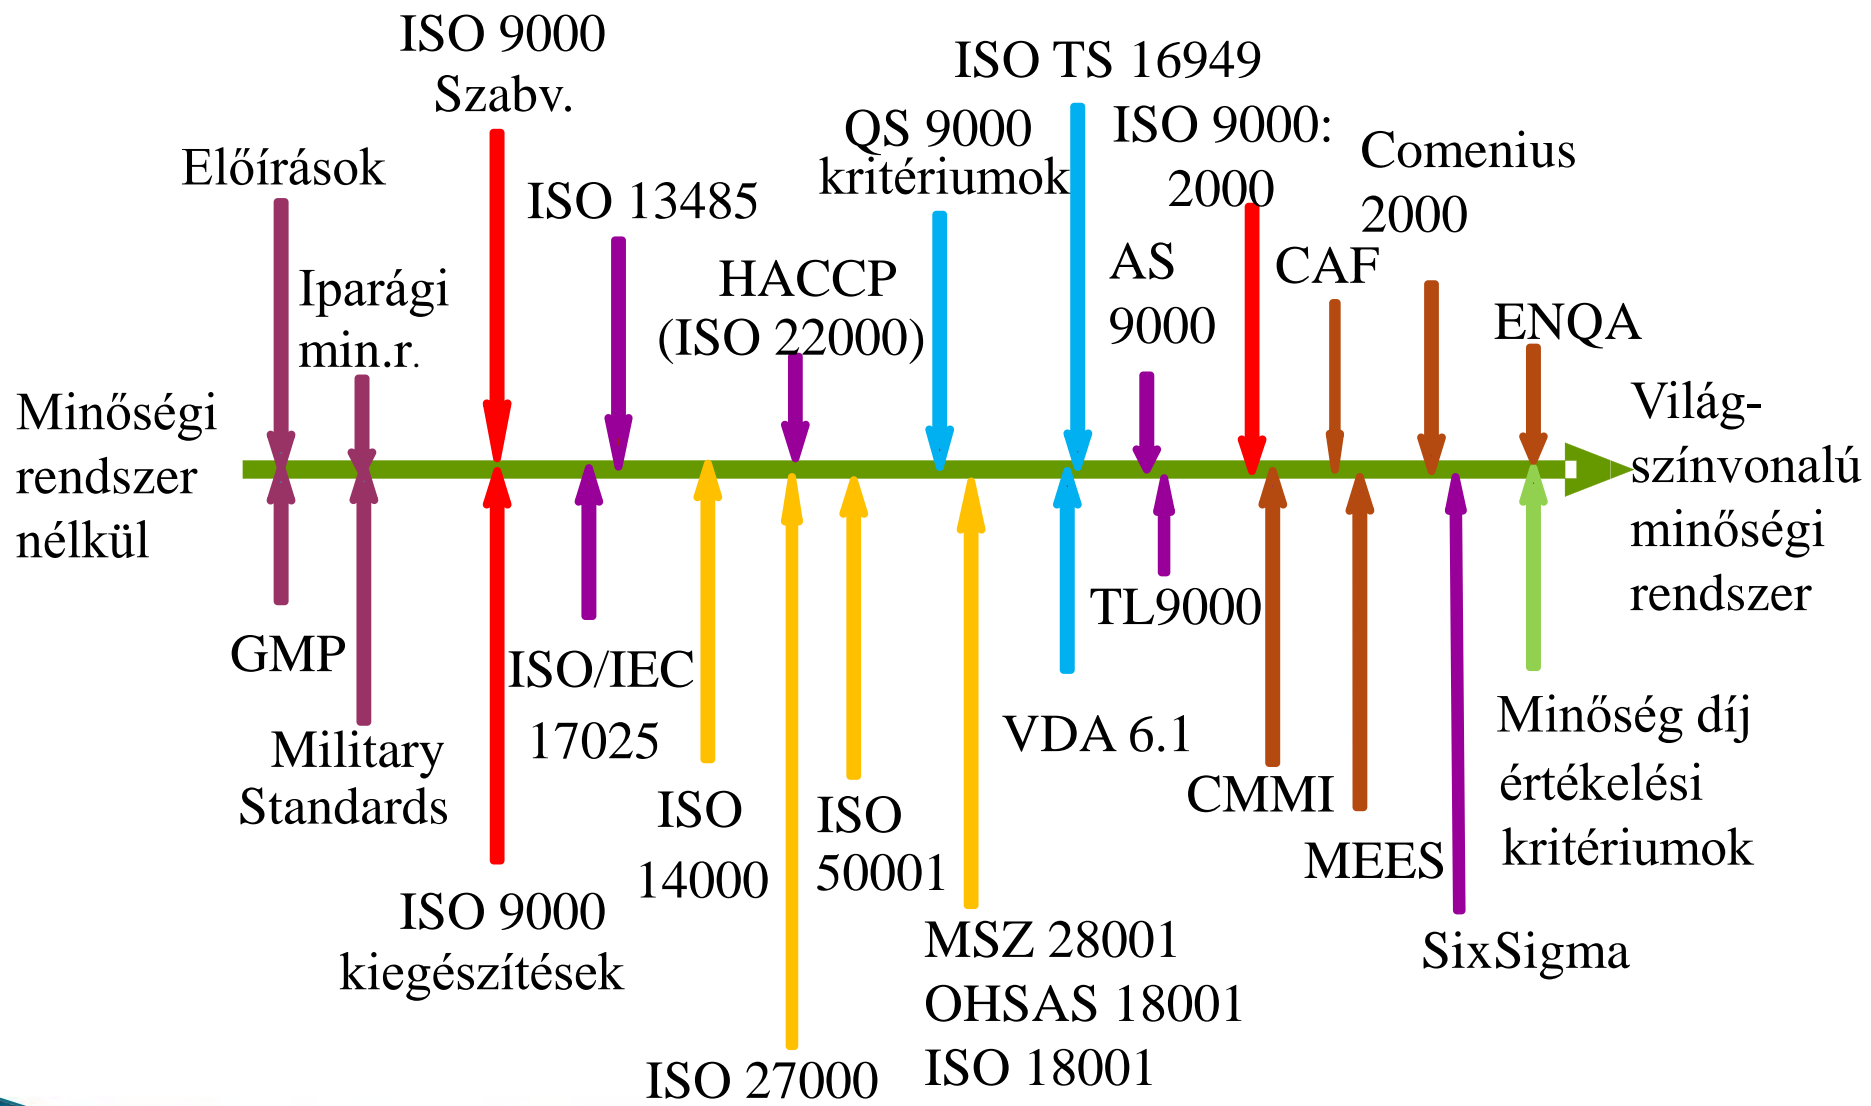 ISO 9000
Szabv.
ISO TS 16949
QS 9000
kritériumok
ISO 9000:
2000
Comenius
2000
Előírások
ISO 13485
Iparági
min.r.
HACCP
(ISO 22000)
AS
9000
CAF
ENQA
Minőségi
rendszer
nélkül
Világ-
színvonalú
minőségi
rendszer
GMP
Military
Standards
ISO 9000
kiegészítések
ISO/IEC
17025
ISO
14000
ISO 27000
ISO
50001
MSZ 28001
OHSAS 18001
ISO 18001
VDA 6.1
TL9000
CMMI
MEES
SixSigma
Minőség díj
értékelési
kritériumok